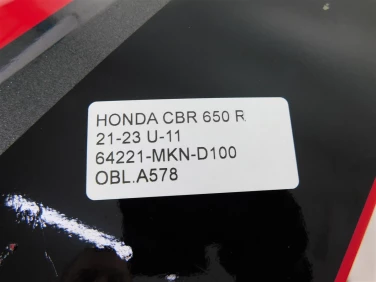 HONDA CBR 650 R
21-23 U-11
64221-MKN-D100
OBL.A578